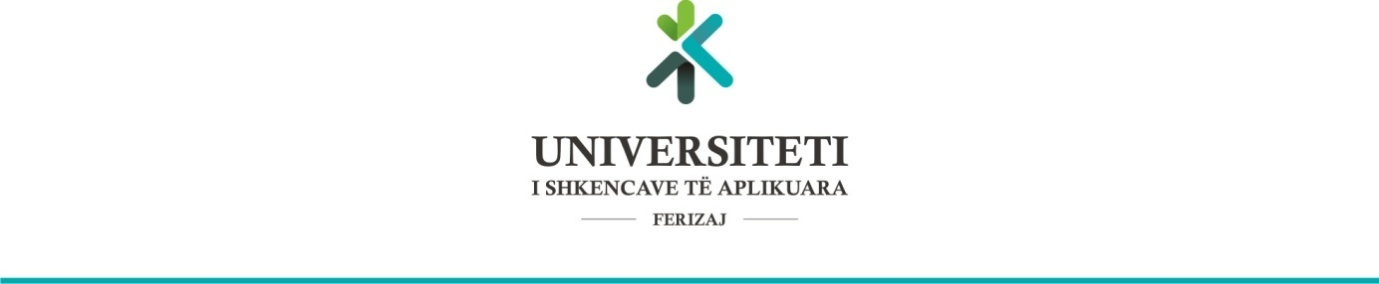 UNIVERSITETI
I SHKENCAVE TË APLIKUARA
FERIZAJ